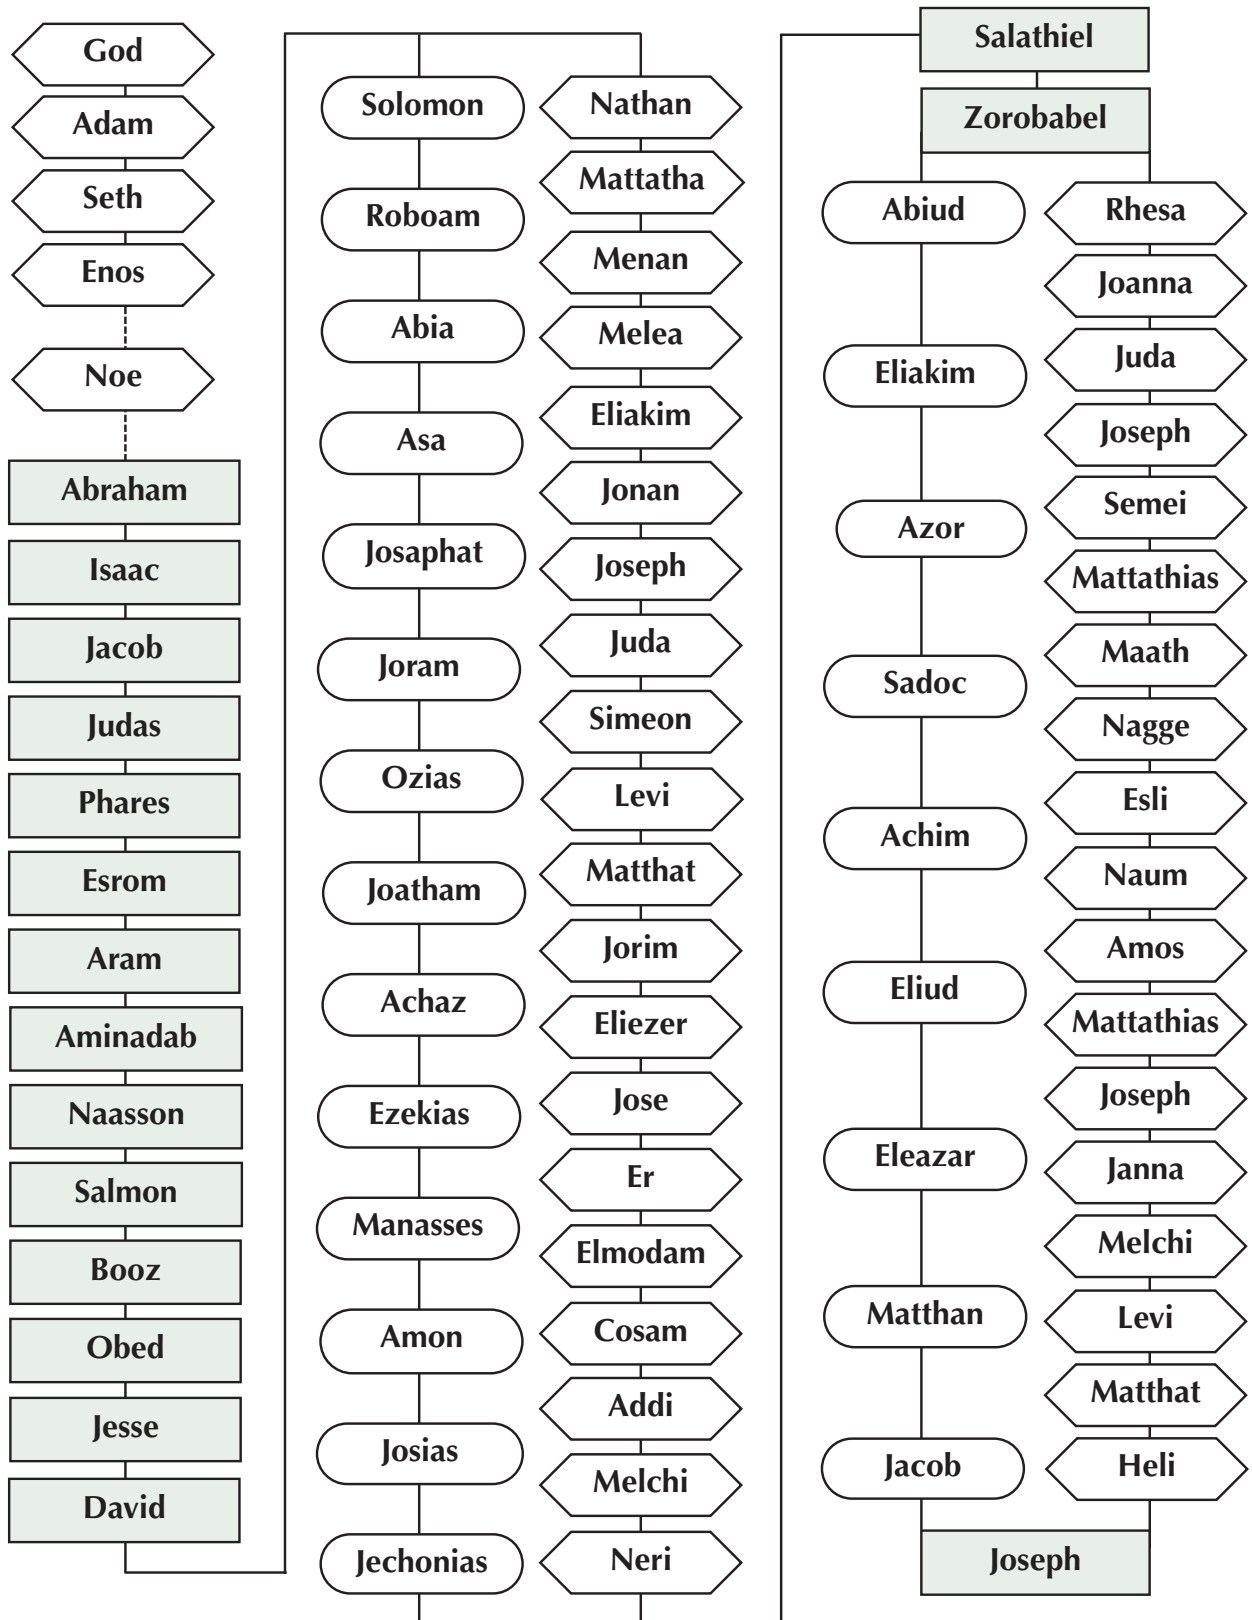 God
Adam
Seth
Enos
Noe
Abraham
Isaac
Jacob
Judas
Phares
Esrom
Aram
Aminadab
Naasson
Salmon
Booz
Obed
Jesse
David
Solomon
Roboam
Abia
Asa
Josaphat
Joram
Ozias
Joatham
Achaz
Ezekias
Manasses
Amon
Josias
Jechonias
Nathan
Mattatha
Menan
Melea
Eliakim
Jonan
Joseph
Juda
Simeon
Levi
Matthat
Jorim
Eliezer
Jose
Er
Elmodam
Cosam
Addi
Melchi
Neri
Salathiel
Zorobabel
Abiud
Eliakim
Azor
Sadoc
Achim
Eliud
Eleazar
Matthan
Jacob
Rhesa
Joanna
Juda
Joseph
Semei
Mattathias
Maath
Nagge
Esli
Naum
Amos
Mattathias
Joseph
Janna
Melchi
Levi
Matthat
Heli
Joseph